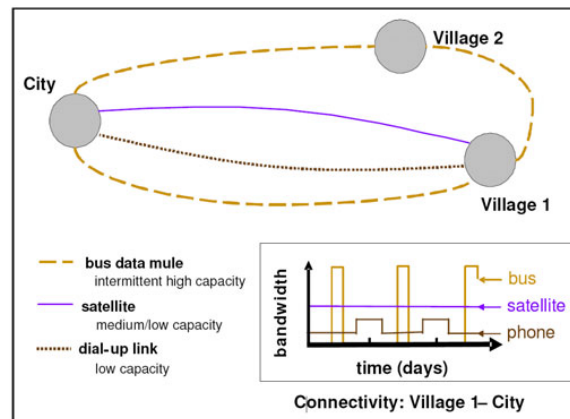 Village 2
City
Village 1
bus data mule
intermittent high capacity
satellite
medium/low capacity
dial-up link
low capacity
bandwidth
bus
satellite
phone
time (days)
Connectivity: Village 1– City